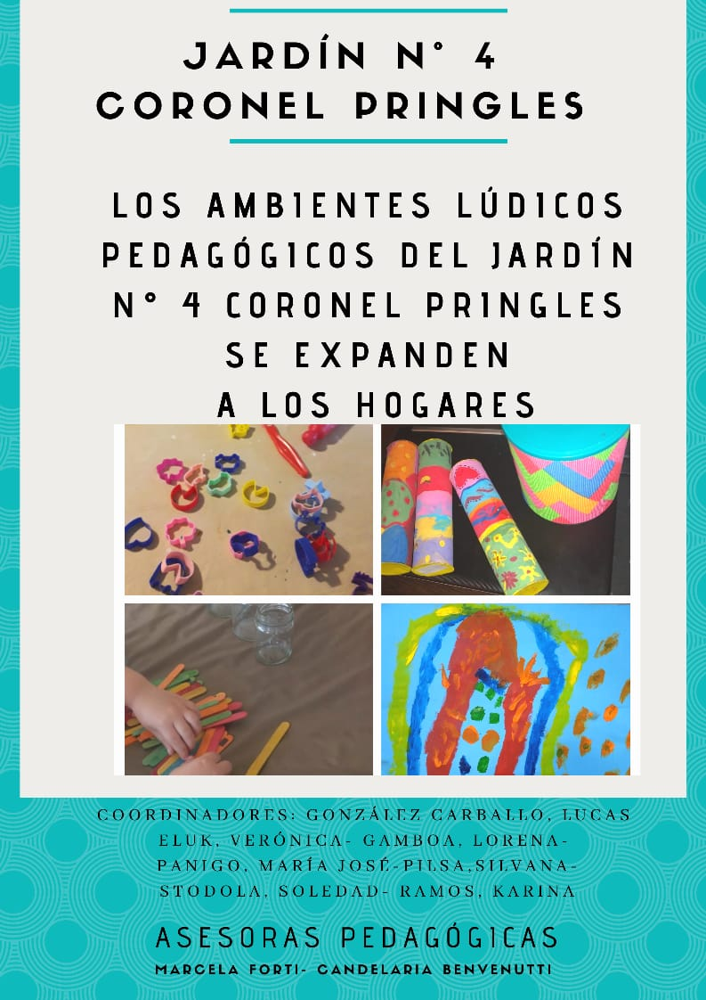 JARDÍN N° 4
CORONEL PRINGLES
LOS AMBIENTES LÚDICOS
PEDAGÓGICOS DEL JARDÍN
N° 4 CORONEL PRINGLES
SE EXPANDEN
A LOS HOGARES
COORDINADORES: GONZÁLEZ CARBALLO, LUCAS
ELUK, VERÓNICA- GAMBOA, LORENA-
PANIGO, MARÍA JOSÉ-PILSA,SILVANA-
STODOLA, SOLEDAD- RAMOS, KARINA
ASESORAS PEDAGÓGICAS
MARCELA FORTI- CANDELARIA BENVENUTTI